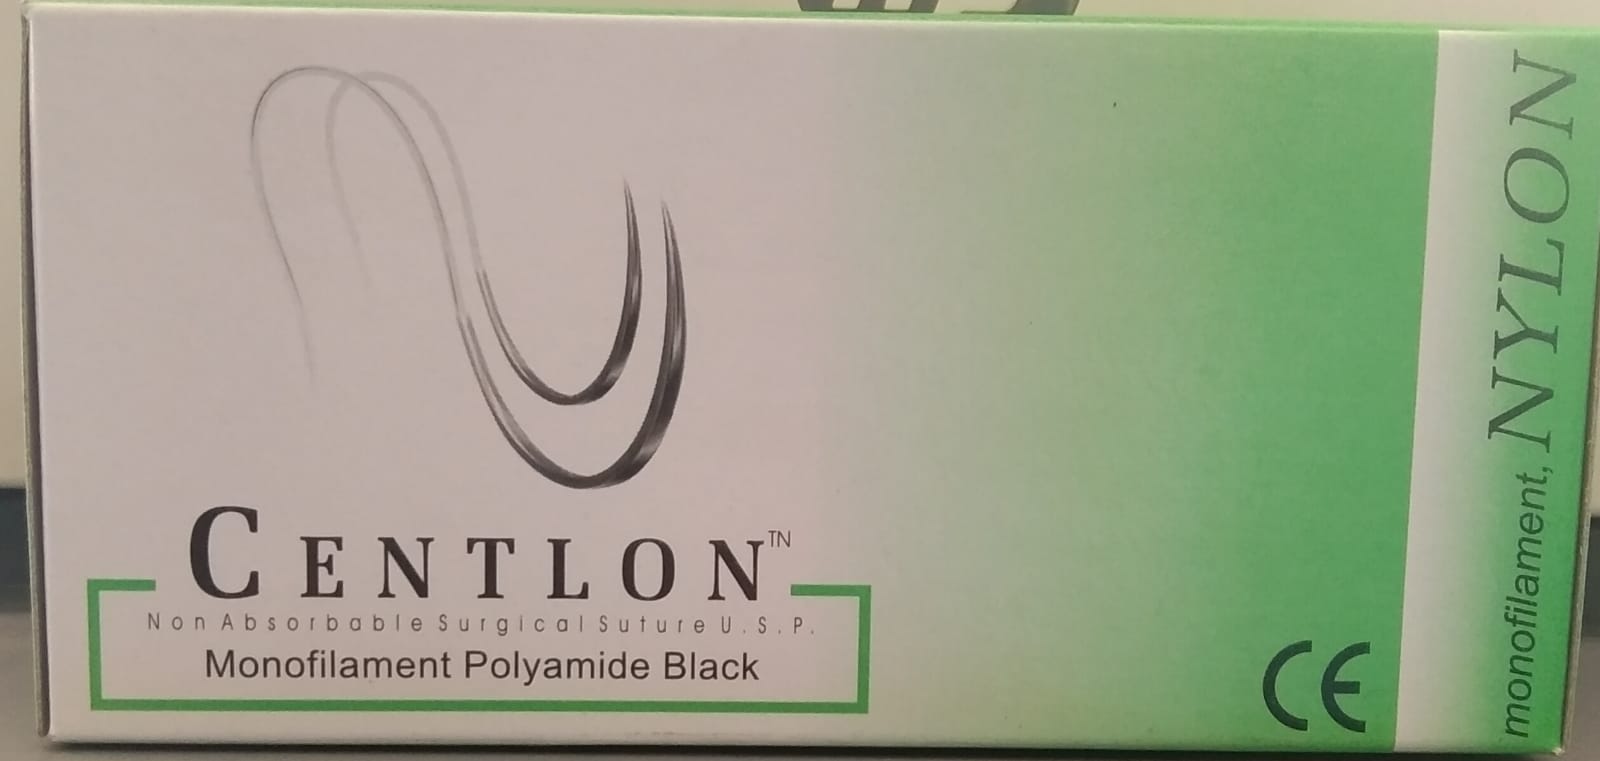 CENTLON™
Non Absorbable Surgical Suture U.S.P.
Monofilament Polyamide Black
CE
monofilament, NYLON